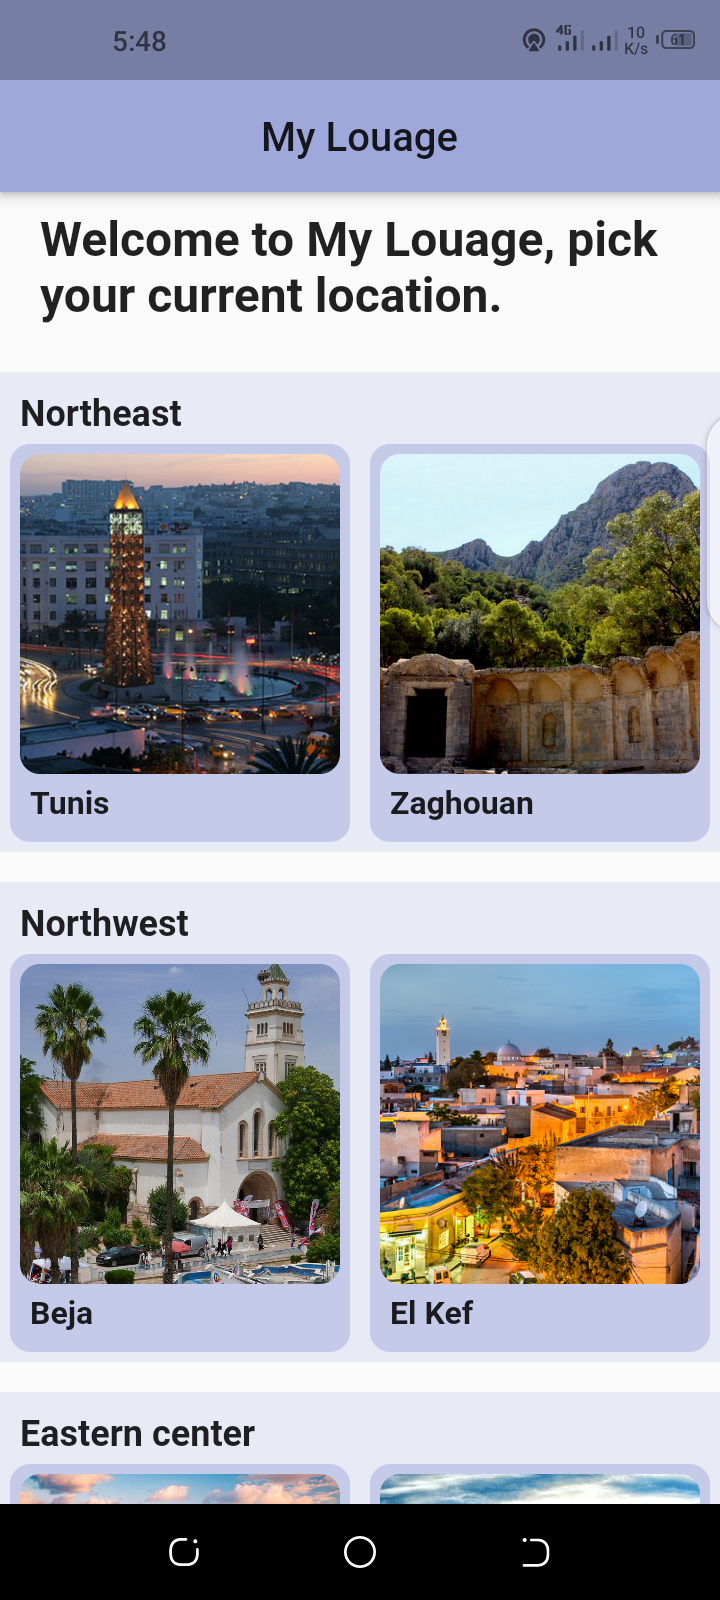 5:48
4G
10
K/s
61
My Louage
Welcome to My Louage, pick
your current location.
Northeast
Tunis
Zaghouan
Northwest
Beja
El Kef
Eastern center